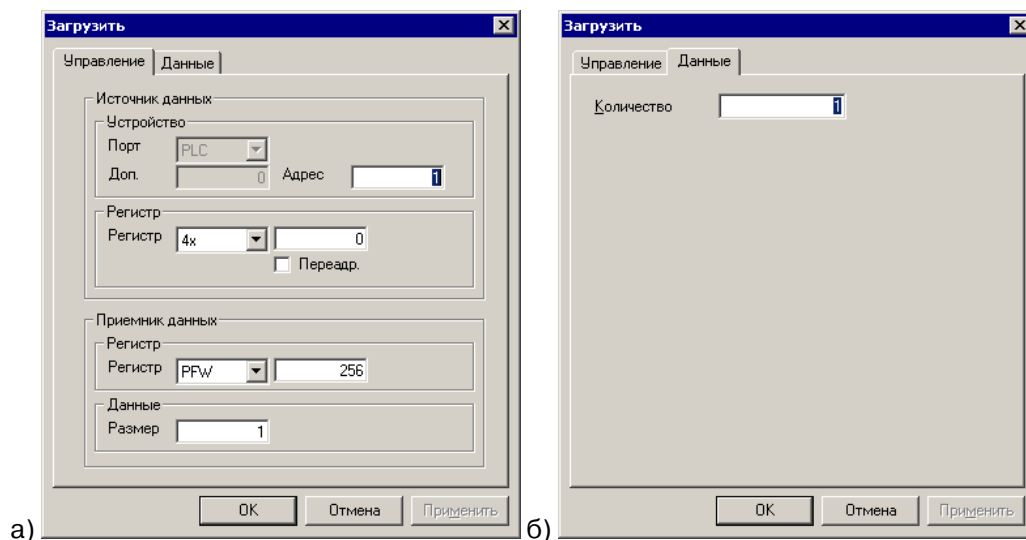 Загрузить
Управление Данные
Источник данных
Устройство
Порт PLC
Доп. 0 Адрес 1
Регистр
Регистр 4x 0
Переадр.
Приемник данных
Регистр
Регистр PFW 256
Данные
Размер 1
OK Отмена Применить
а)
Загрузить
Управление Данные
Количество 1
OK Отмена Применить
б)